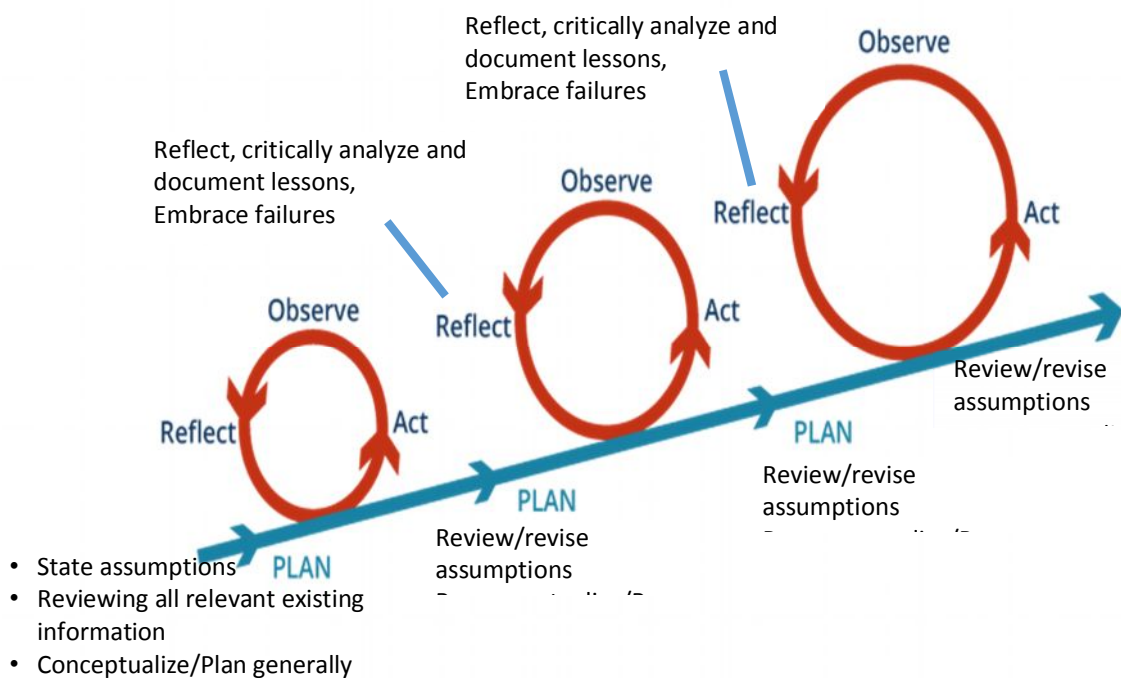 Reflect, critically analyze and
document lessons,
Embrace failures
Observe
Reflect
Act
Reflect, critically analyze and
document lessons,
Embrace failures
Observe
Reflect
Act
Observe
Reflect
Act
Review/revise
assumptions
PLAN
Review/revise
assumptions
PLAN
Review/revise
assumptions
PLAN
• State assumptions
• Reviewing all relevant existing
information
• Conceptualize/Plan generally